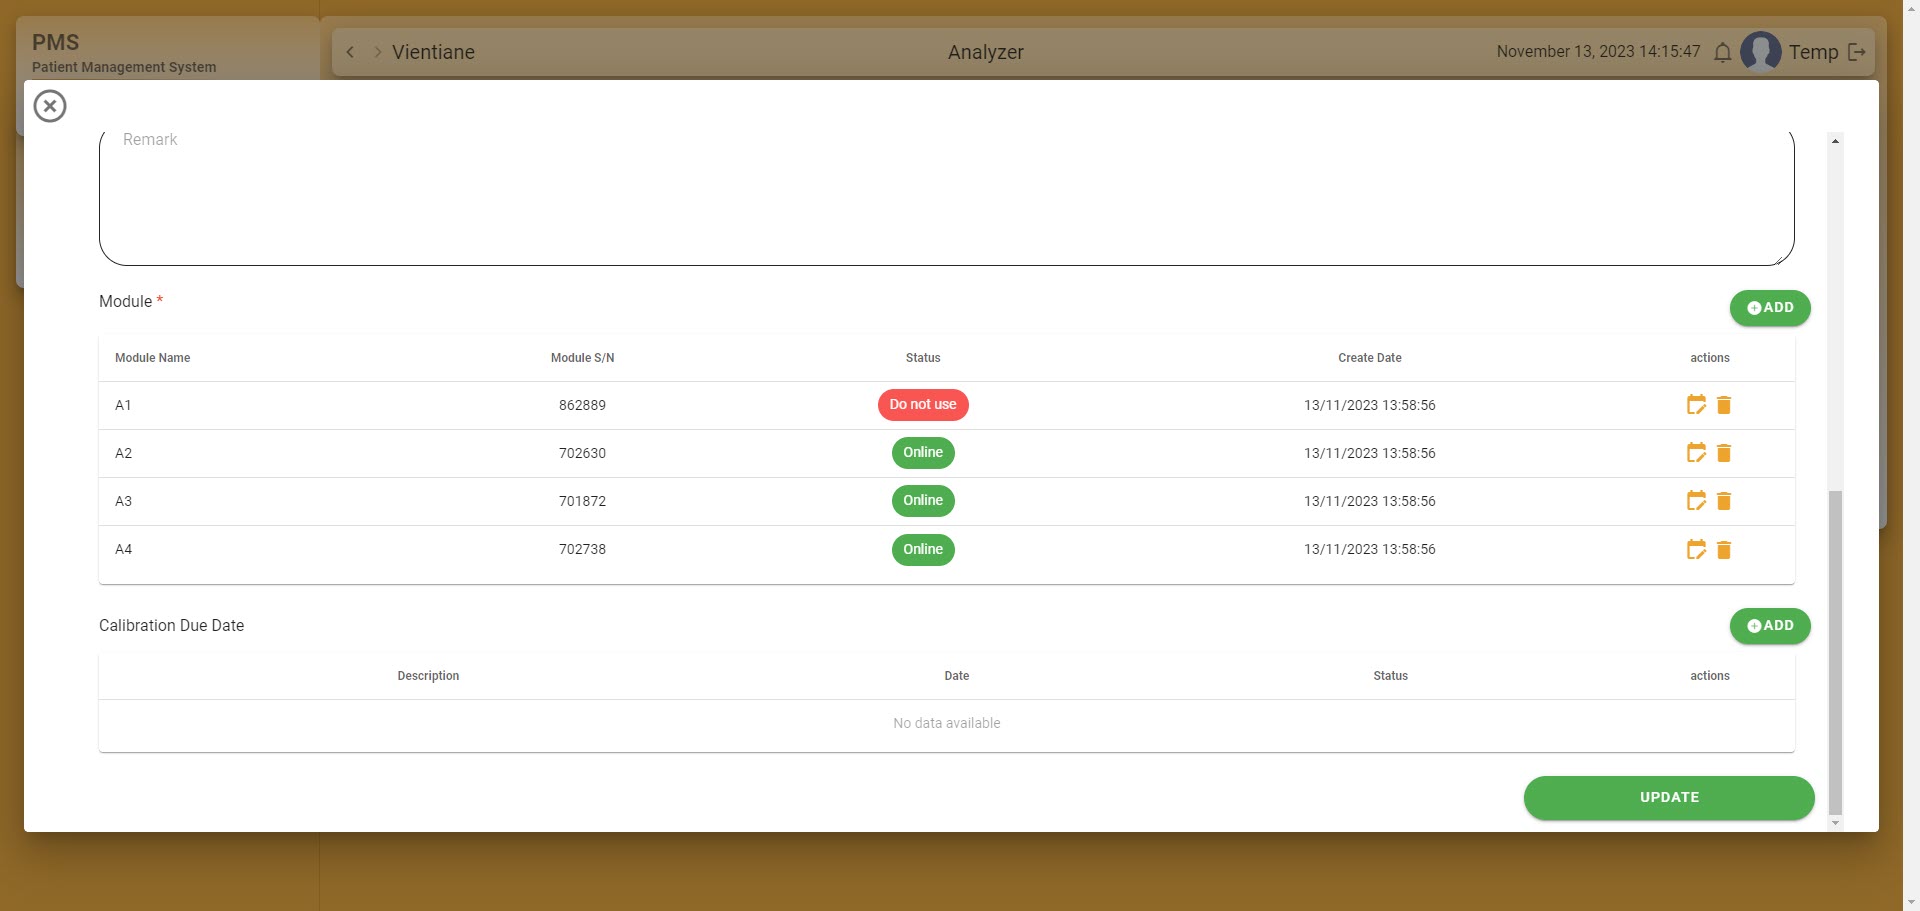 PMS
Patient Management System
Vientiane
Analyzer
November 13, 2023 14:15:47
Temp
Remark
Module *
ADD
Module Name Module S/N Status Create Date actions
A1 862889 Do not use 13/11/2023 13:58:56
A2 702630 Online 13/11/2023 13:58:56
A3 701872 Online 13/11/2023 13:58:56
A4 702738 Online 13/11/2023 13:58:56
Calibration Due Date
ADD
Description Date Status actions
No data available
UPDATE